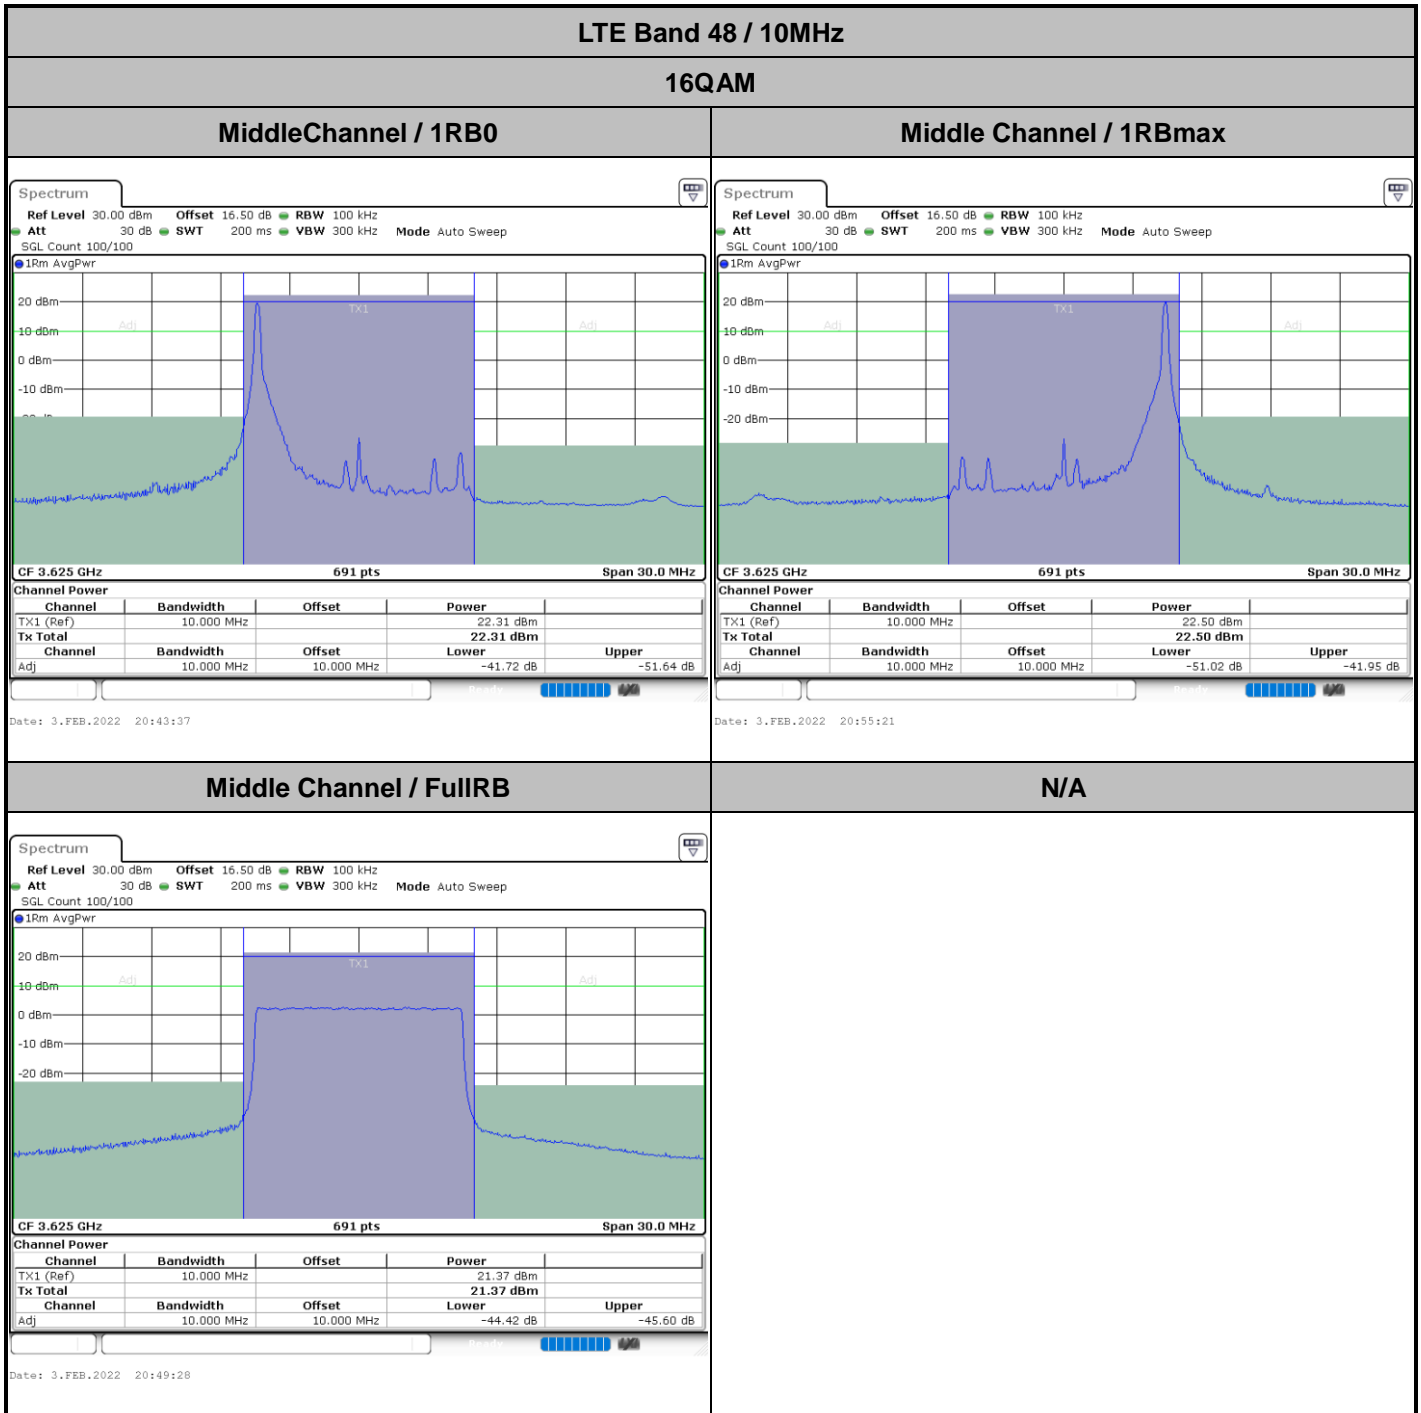 LTE Band 48 / 10MHz
16QAM
MiddleChannel / 1RB0
Spectrum
Ref Level 30.00 dBm Offset 16.50 dB RBW 100 kHz
Att 30 dB SWT 200 ms VBW 300 kHz Mode Auto Sweep
SGL Count 100/100
1Rm AvgPwr
20 dBm
TX1
Adj
Adj
10 dBm
0 dBm
-10 dBm
CF 3.625 GHz 691 pts Span 30.0 MHz
Channel Power
Channel Bandwidth Offset Power
TX1 (Ref) 10.000 MHz 22.31 dBm
Tx Total 22.31 dBm
Channel Bandwidth Offset Lower Upper
Adj 10.000 MHz 10.000 MHz -41.72 dB -51.64 dB
Ready
Date: 3.FEB.2022 20:43:37
Middle Channel / 1RBmax
Spectrum
Ref Level 30.00 dBm Offset 16.50 dB RBW 100 kHz
Att 30 dB SWT 200 ms VBW 300 kHz Mode Auto Sweep
SGL Count 100/100
1Rm AvgPwr
20 dBm
TX1
Adj
Adj
10 dBm
0 dBm
-10 dBm
-20 dBm
CF 3.625 GHz 691 pts Span 30.0 MHz
Channel Power
Channel Bandwidth Offset Power
TX1 (Ref) 10.000 MHz 22.50 dBm
Tx Total 22.50 dBm
Channel Bandwidth Offset Lower Upper
Adj 10.000 MHz 10.000 MHz -51.02 dB -41.95 dB
Ready
Date: 3.FEB.2022 20:55:21
Middle Channel / FullRB
Spectrum
Ref Level 30.00 dBm Offset 16.50 dB RBW 100 kHz
Att 30 dB SWT 200 ms VBW 300 kHz Mode Auto Sweep
SGL Count 100/100
1Rm AvgPwr
20 dBm
TX1
Adj
Adj
10 dBm
0 dBm
-10 dBm
-20 dBm
CF 3.625 GHz 691 pts Span 30.0 MHz
Channel Power
Channel Bandwidth Offset Power
TX1 (Ref) 10.000 MHz 21.37 dBm
Tx Total 21.37 dBm
Channel Bandwidth Offset Lower Upper
Adj 10.000 MHz 10.000 MHz -44.42 dB -45.60 dB
Ready
Date: 3.FEB.2022 20:49:28
N/A